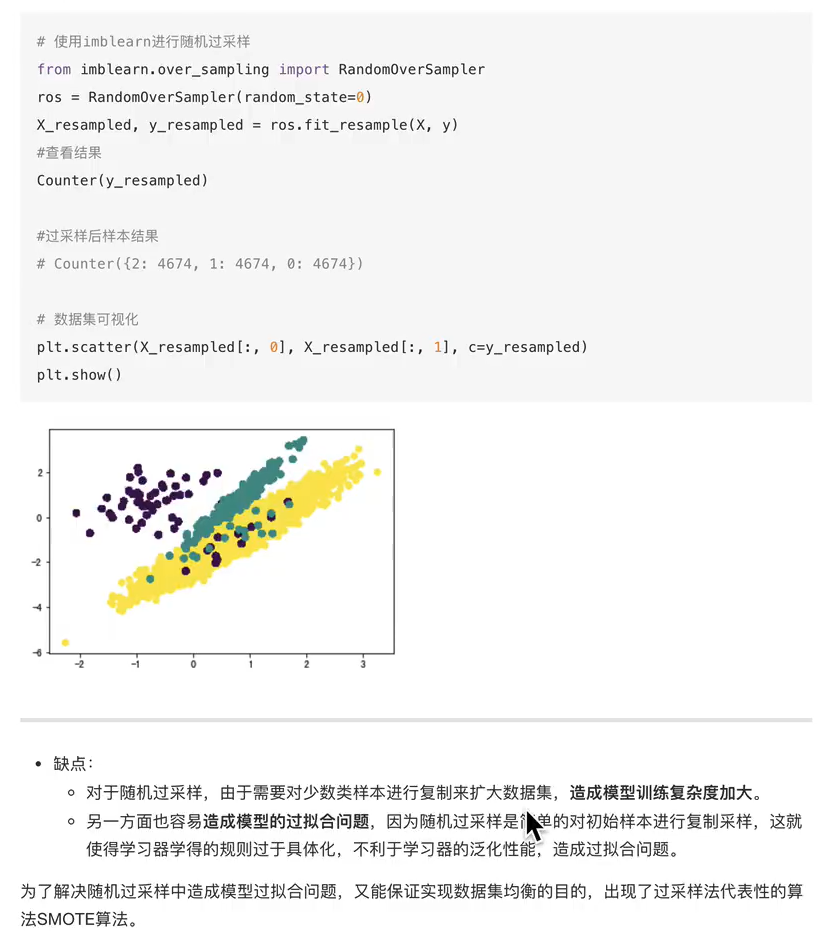 # 使用imblearn进行随机过采样
from imblearn.over_sampling import RandomOverSampler
ros = RandomOverSampler(random_state=0)
X_resampled, y_resampled = ros.fit_resample(X, y)
#查看结果
Counter(y_resampled)
#过采样后样本结果
# Counter({2: 4674, 1: 4674, 0: 4674})
# 数据集可视化
plt.scatter(X_resampled[:, 0], X_resampled[:, 1], c=y_resampled)
plt.show()
2
0
-2
-4
-6
-2 -1 0 1 2 3
• 缺点：
◦ 对于随机过采样，由于需要对少数类样本进行复制来扩大数据集，造成模型训练复杂度加大。
◦ 另一方面也容易造成模型的过拟合问题，因为随机过采样是简单的对初始样本进行复制采样，这就
使得学习器学得的规则过于具体化，不利于学习器的泛化性能，造成过拟合问题。
为了解决随机过采样中造成模型过拟合问题，又能保证实现数据集均衡的目的，出现了过采样法代表性的算
法SMOTE算法。